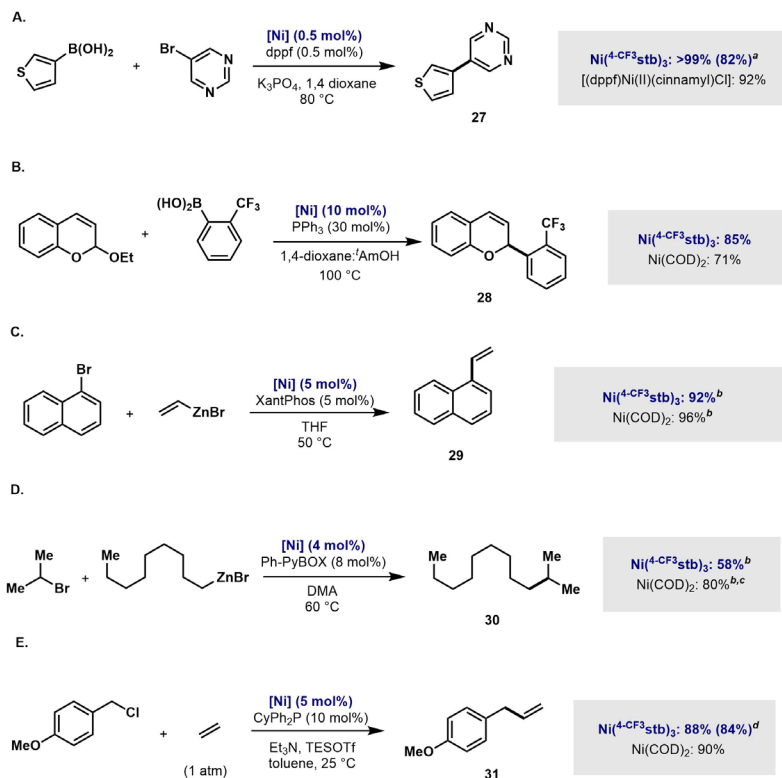 A.
B(OH)2
S
+
Br
N
N
[Ni] (0.5 mol%)
dppf (0.5 mol%)
K3PO4, 1,4 dioxane
80 °C
N
N
S
27
Ni(4-CF3stb)3: >99% (82%)a
[(dppf)Ni(II)(cinnamyl)Cl]: 92%
B.
O
OEt
+
(HO)2B
CF3
[Ni] (10 mol%)
PPh3 (30 mol%)
1,4-dioxane:tAmOH
100 °C
O
CF3
28
Ni(4-CF3stb)3: 85%
Ni(COD)2: 71%
C.
Br
+
ZnBr
[Ni] (5 mol%)
XantPhos (5 mol%)
THF
50 °C
29
Ni(4-CF3stb)3: 92%b
Ni(COD)2: 96%b
D.
Me
Me
Br
+
Me
ZnBr
[Ni] (4 mol%)
Ph-PyBOX (8 mol%)
DMA
60 °C
Me
Me
Me
30
Ni(4-CF3stb)3: 58%b
Ni(COD)2: 80%b,c
E.
Cl
MeO
+
(1 atm)
[Ni] (5 mol%)
CyPh2P (10 mol%)
Et3N, TESOTf
toluene, 25 °C
MeO
31
Ni(4-CF3stb)3: 88% (84%)d
Ni(COD)2: 90%